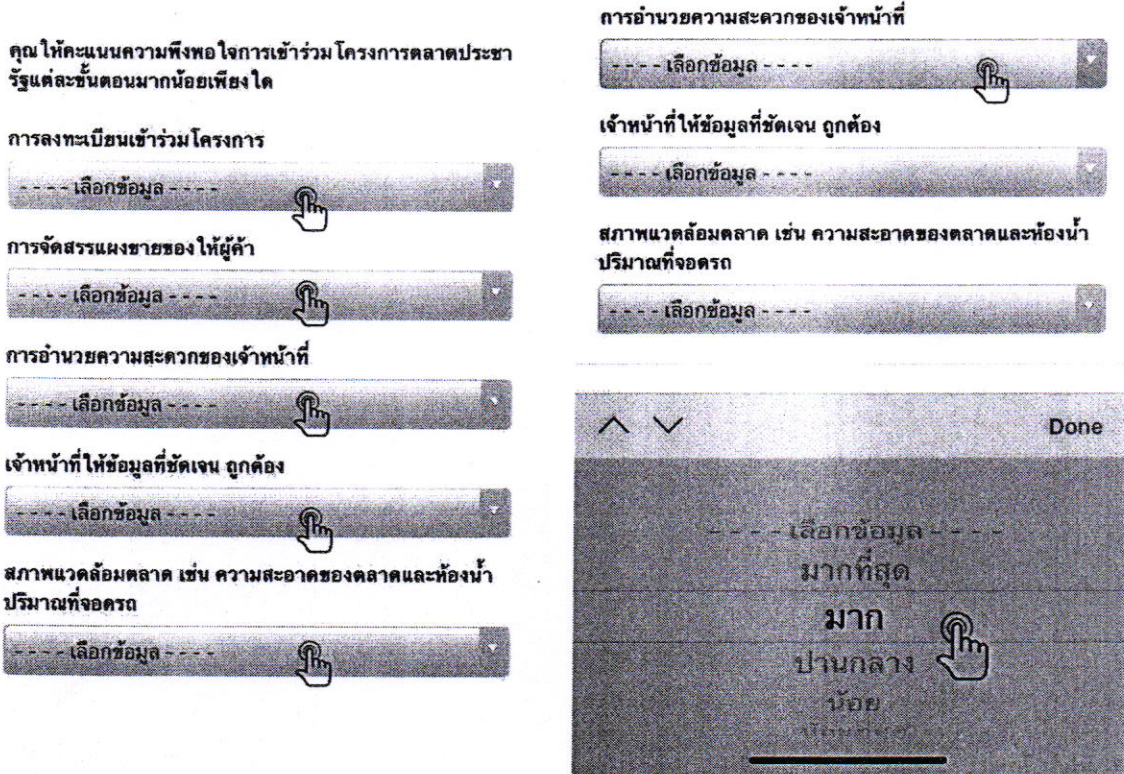 คุณให้คะแนนความพึงพอใจการเข้าร่วมโครงการตลาดประชา
รัฐแต่ละขั้นตอนมากน้อยเพียงใด
การลงทะเบียนเข้าร่วมโครงการ
- - - - เลือกข้อมูล - - - -
การจัดสรรแผงขายของให้ผู้ค้า
- - - - เลือกข้อมูล - - - -
การอำนวยความสะดวกของเจ้าหน้าที่
- - - - เลือกข้อมูล - - - -
เจ้าหน้าที่ให้ข้อมูลที่ชัดเจน ถูกต้อง
- - - - เลือกข้อมูล - - - -
สภาพแวดล้อมตลาด เช่น ความสะอาดของตลาดและห้องน้ำ
ปริมาณที่จอดรถ
- - - - เลือกข้อมูล - - - -
การอำนวยความสะดวกของเจ้าหน้าที่
- - - - เลือกข้อมูล - - - -
เจ้าหน้าที่ให้ข้อมูลที่ชัดเจน ถูกต้อง
- - - - เลือกข้อมูล - - - -
สภาพแวดล้อมตลาด เช่น ความสะอาดของตลาดและห้องน้ำ
ปริมาณที่จอดรถ
- - - - เลือกข้อมูล - - - -
Done
- - - - เลือกข้อมูล - - - -
มากที่สุด
มาก
ปานกลาง
น้อย